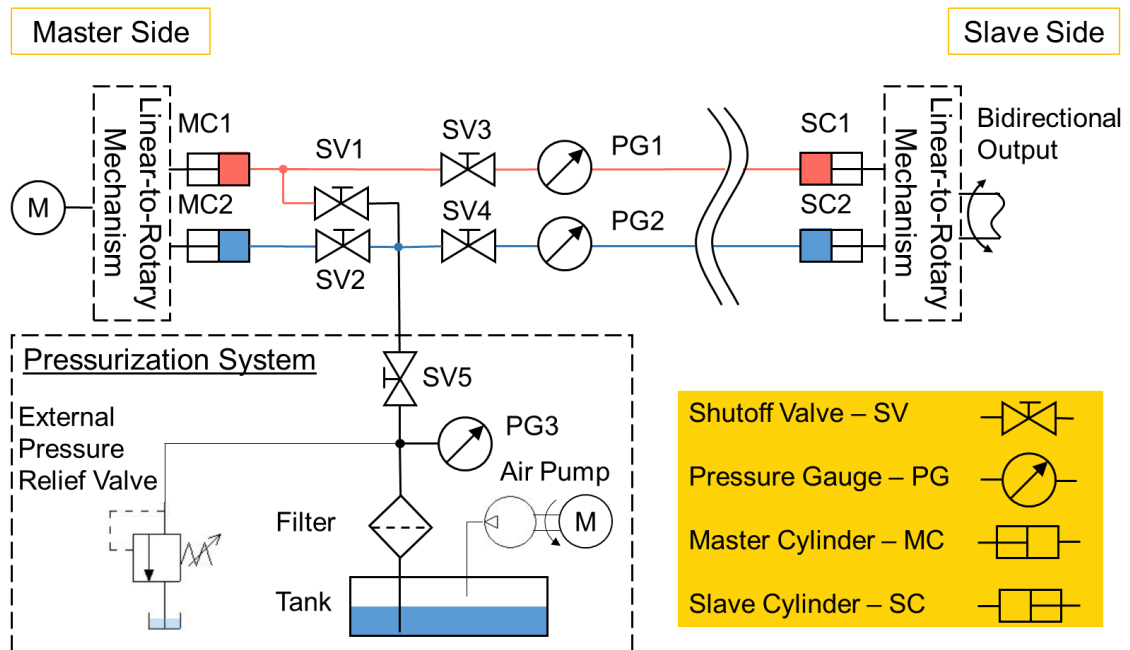 Master Side
Slave Side
Linear-to-Rotary
Mechanism
MC1
SV1
SV3
PG1
SC1
Linear-to-Rotary
Mechanism
Bidirectional
Output
M
MC2
SV4
PG2
SC2
SV2
Pressurization System
SV5
External
Pressure
Relief Valve
PG3
Air Pump
M
Filter
Tank
Shutoff Valve – SV
Pressure Gauge – PG
Master Cylinder – MC
Slave Cylinder – SC